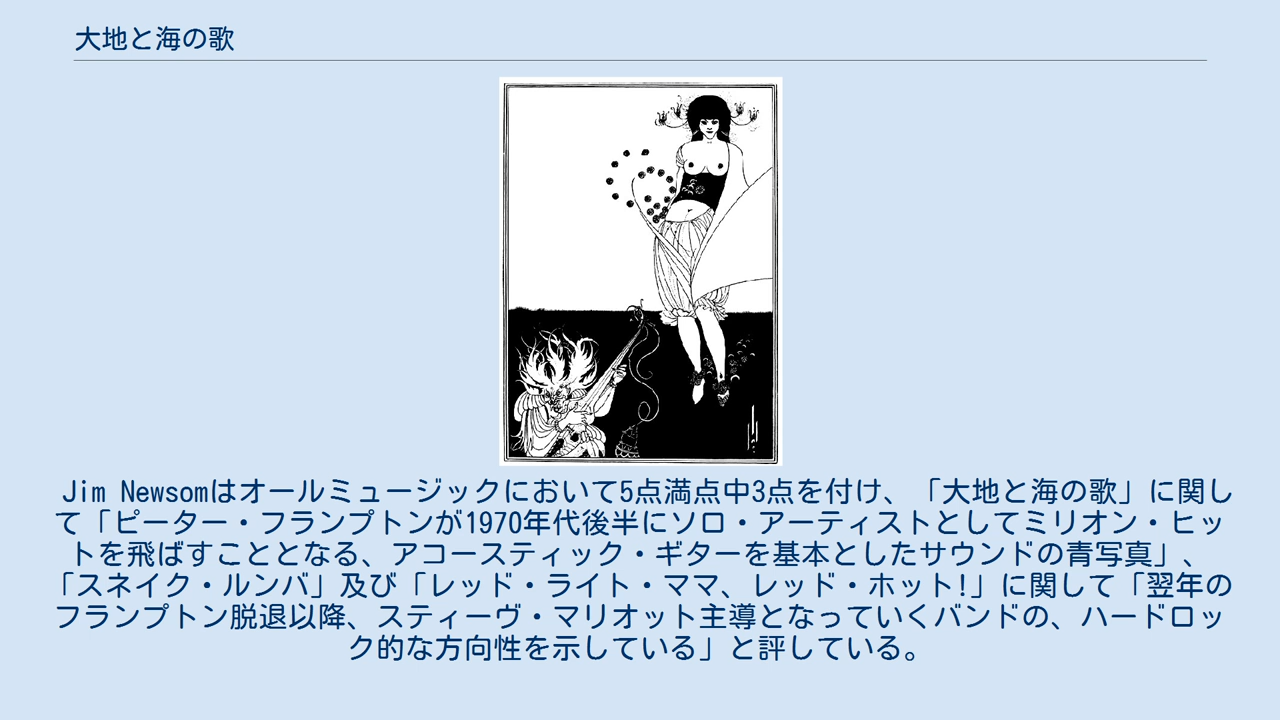 大地と海の歌
Jim Newsomはオールミュージックにおいて5点満点中3点を付け、「大地と海の歌」に関し
て「ピーター・フランプトンが1970年代後半にソロ・アーティストとしてミリオン・ヒッ
トを飛ばすこととなる、アコースティック・ギターを基本としたサウンドの青写真」、
「スネイク・ルンバ」及び「レッド・ライト・ママ、レッド・ホット!」に関して「翌年の
フランプトン脱退以降、スティーヴ・マリオット主導となっていくバンドの、ハードロッ
ク的な方向性を示している」と評している。